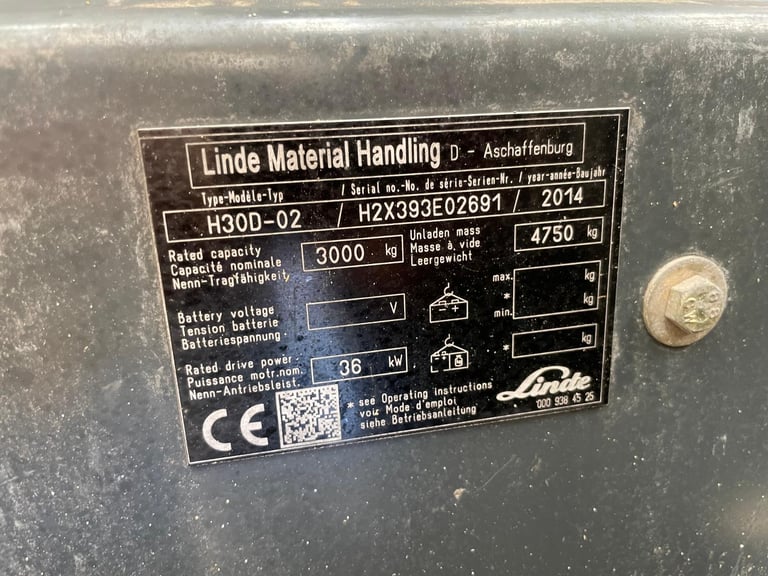 Linde Material Handling D - Aschaffenburg
Type-Modèle-Typ / Serial no.-No. de série-Serien-Nr. / year-année-Baujahr
H30D-02 / H2X393E02691 / 2014
Rated capacity
Capacité nominale
Nenn-Tragfähigkeit
3000 kg
Unladen mass
Masse à vide
Leergewicht
4750 kg
Battery voltage
Tension batterie
Batteriespannung
V
max. kg
*
min. kg
Rated drive power
Puissance motr.nom.
Nenn-Antriebsleist.
36 kW
* kg
CE
* see Operating instructions
voir Mode d'emploi
siehe Betriebsanleitung
Linde
000 938 45 25